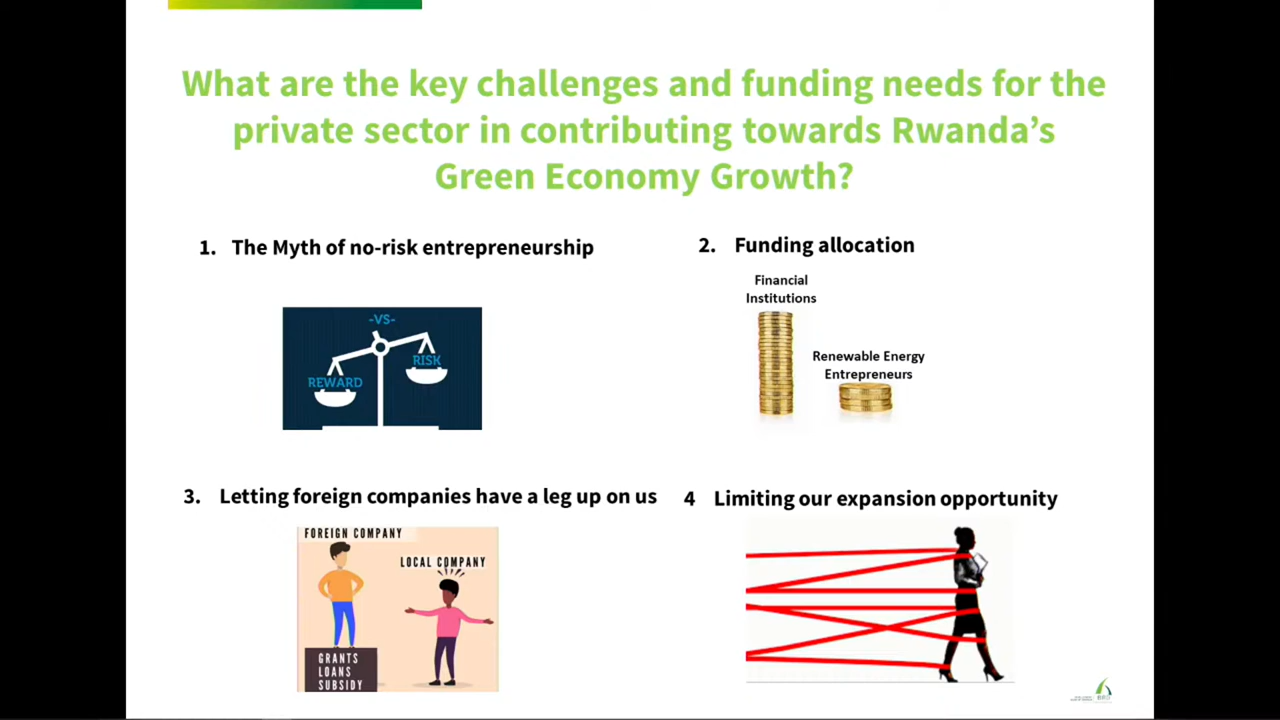 What are the key challenges and funding needs for the
private sector in contributing towards Rwanda's
Green Economy Growth?
1. The Myth of no-risk entrepreneurship
-VS-
REWARD
RISK
2. Funding allocation
Financial
Institutions
Renewable Energy
Entrepreneurs
3. Letting foreign companies have a leg up on us
FOREIGN COMPANY
LOCAL COMPANY
GRANTS
LOANS
SUBSIDY
4 Limiting our expansion opportunity